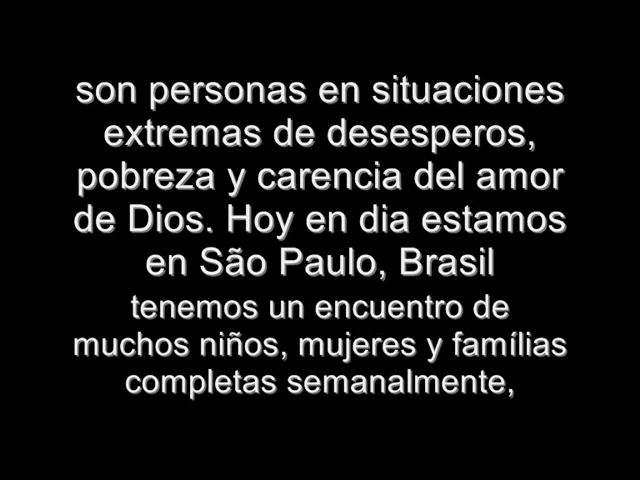 son personas en situaciones
extremas de desesperos,
pobreza y carencia del amor
de Dios. Hoy en dia estamos
en São Paulo, Brasil
tenemos un encuentro de
muchos niños, mujeres y famílias
completas semanalmente,